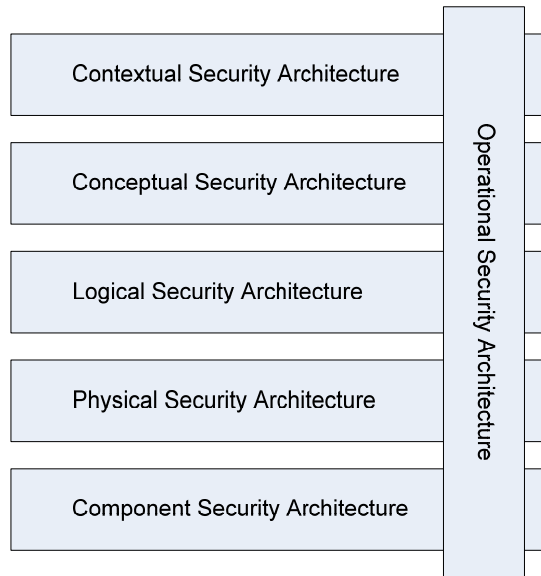 Contextual Security Architecture
Conceptual Security Architecture
Logical Security Architecture
Physical Security Architecture
Component Security Architecture
Operational Security Architecture